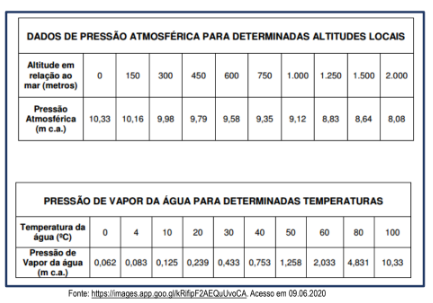 DADOS DE PRESSÃO ATMOSFÉRICA PARA DETERMINADAS ALTITUDES LOCAIS
Altitude em relação ao mar (metros) 0 150 300 450 600 750 1.000 1.250 1.500 2.000
Pressão Atmosférica (m c.a.) 10,33 10,16 9,98 9,79 9,58 9,35 9,12 8,83 8,64 8,08
PRESSÃO DE VAPOR DA ÁGUA PARA DETERMINADAS TEMPERATURAS
Temperatura da água (ºC) 0 4 10 20 30 40 50 60 80 100
Pressão de Vapor da água (m c.a.) 0,062 0,083 0,125 0,239 0,433 0,753 1,258 2,033 4,831 10,33
Fonte: https://images.app.goo.gl/kRifipF2AEQuUvoCA. Acesso em 09.06.2020